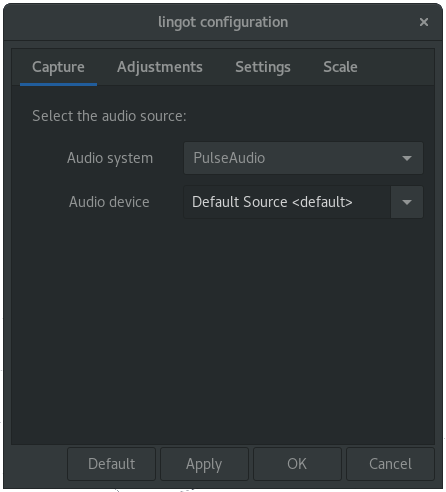 lingot configuration
Capture Adjustments Settings Scale
Select the audio source:
Audio system PulseAudio
Audio device Default Source <default>
Default Apply OK Cancel